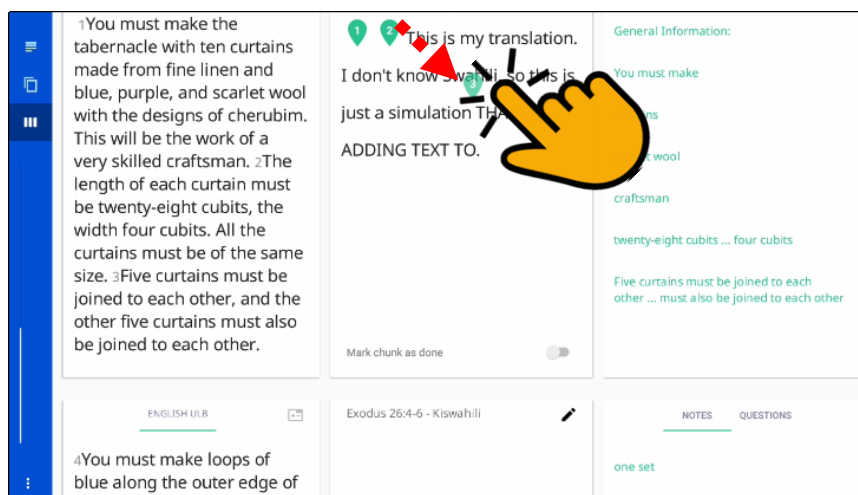 1You must make the
tabernacle with ten curtains
made from fine linen and
blue, purple, and scarlet wool
with the designs of cherubim.
This will be the work of a
very skilled craftsman. 2The
length of each curtain must
be twenty-eight cubits, the
width four cubits. All the
curtains must be of the same
size. 3Five curtains must be
joined to each other, and the
other five curtains must also
be joined to each other.
1 2 This is my translation.
I don't know Swahili, so this is
3
just a simulation
ADDING TEXT TO.
Mark chunk as done
General Information:
You must make
wool
craftsman
twenty-eight cubits ... four cubits
Five curtains must be joined to each
other ... must also be joined to each other
ENGLISH ULB
4You must make loops of
blue along the outer edge of
Exodus 26:4-6 - Kiswahili
NOTES QUESTIONS
one set